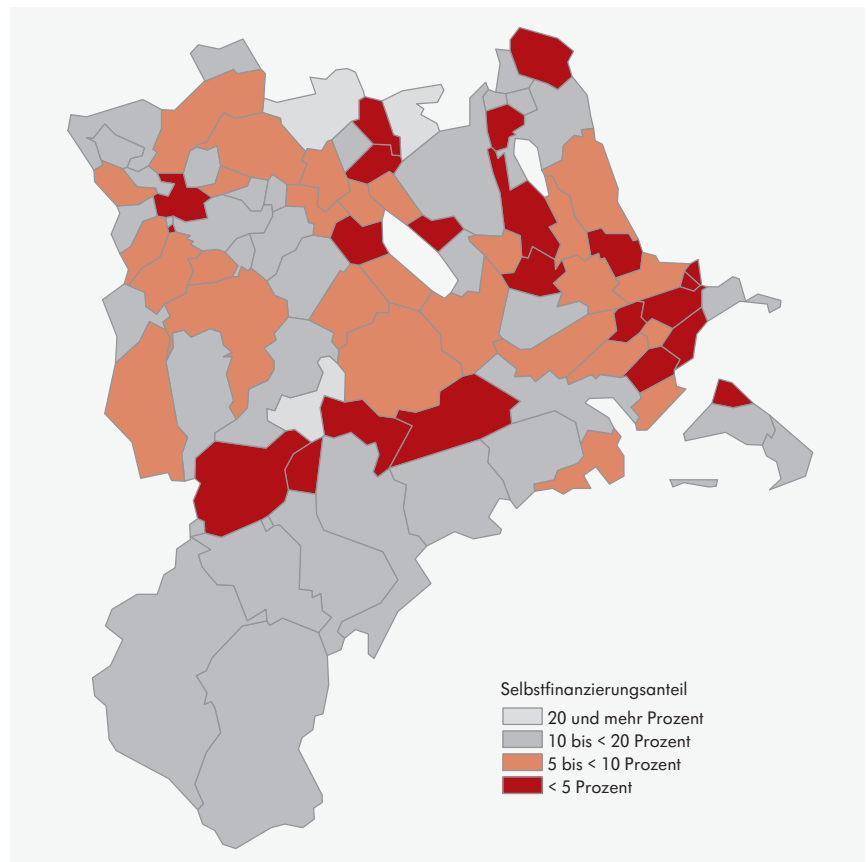 Selbstfinanzierungsanteil
20 und mehr Prozent
10 bis < 20 Prozent
5 bis < 10 Prozent
< 5 Prozent